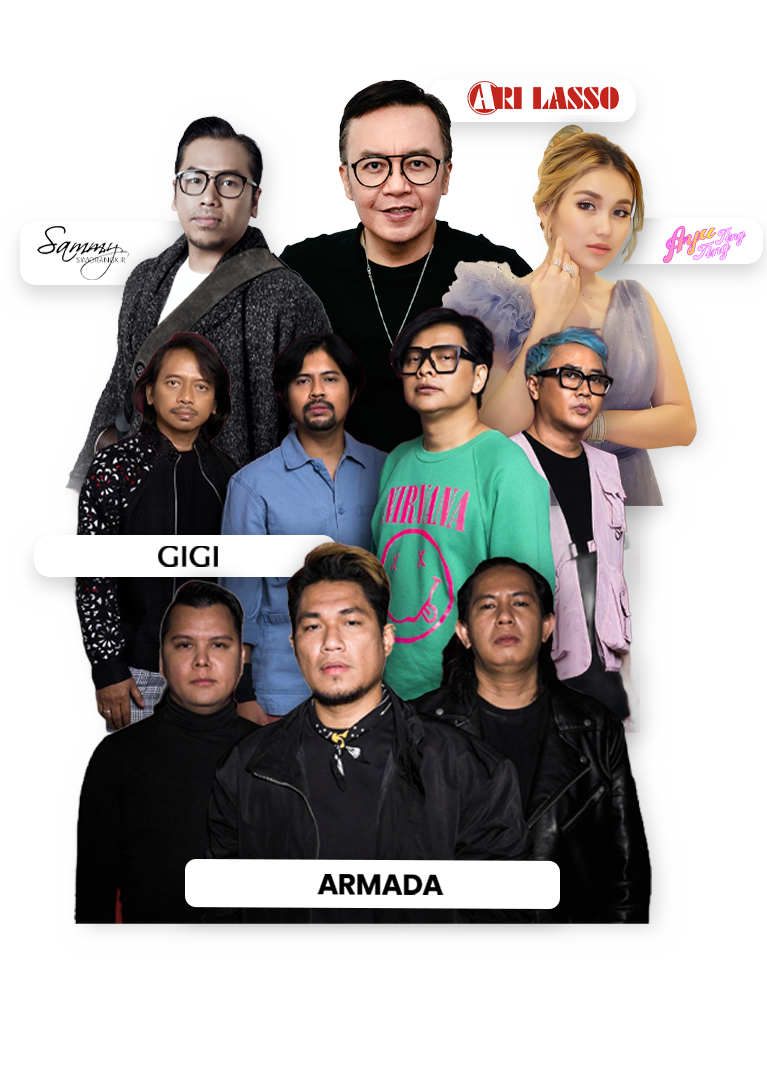 ARI LASSO
Sammy
SIMORANGKIR
Ayu Ting
Ting
NIRVANA
GIGI
ARMADA